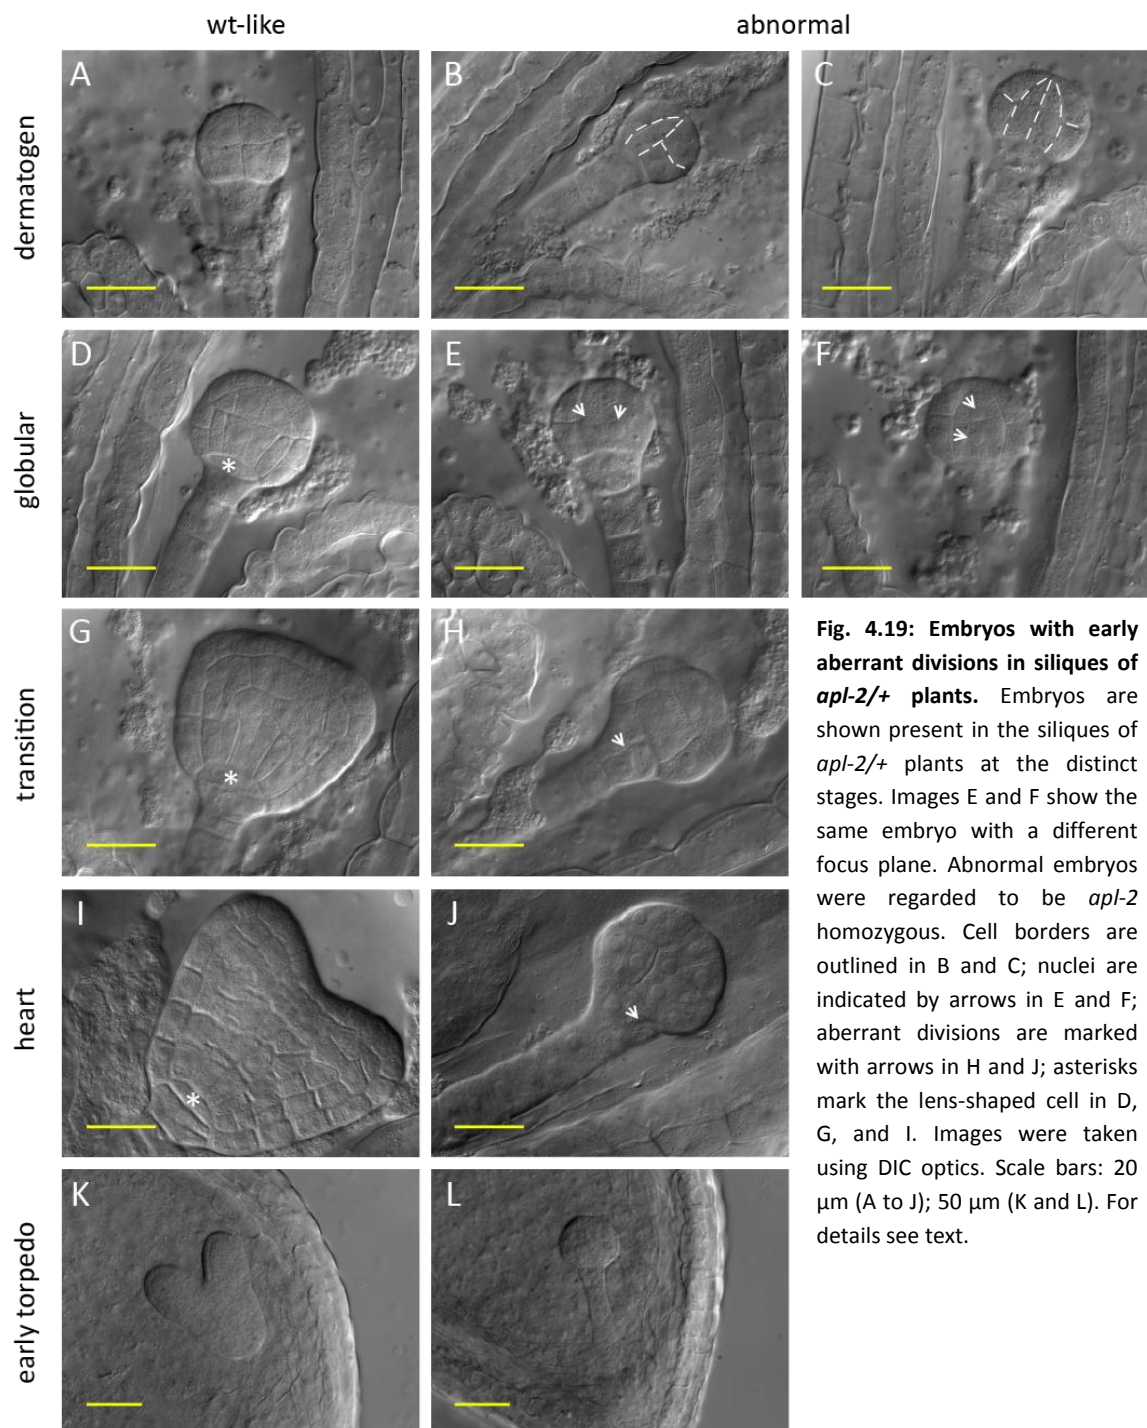 wt-like
abnormal
dermatogen
A
B
C
globular
D
*
E
F
transition
G
*
H
heart
I
*
J
early torpedo
K
L
Fig. 4.19: Embryos with early
aberrant divisions in siliques of
apl-2/+ plants. Embryos are
shown present in the siliques of
apl-2/+ plants at the distinct
stages. Images E and F show the
same embryo with a different
focus plane. Abnormal embryos
were regarded to be apl-2
homozygous. Cell borders are
outlined in B and C; nuclei are
indicated by arrows in E and F;
aberrant divisions are marked
with arrows in H and J; asterisks
mark the lens-shaped cell in D,
G, and I. Images were taken
using DIC optics. Scale bars: 20
µm (A to J); 50 µm (K and L). For
details see text.